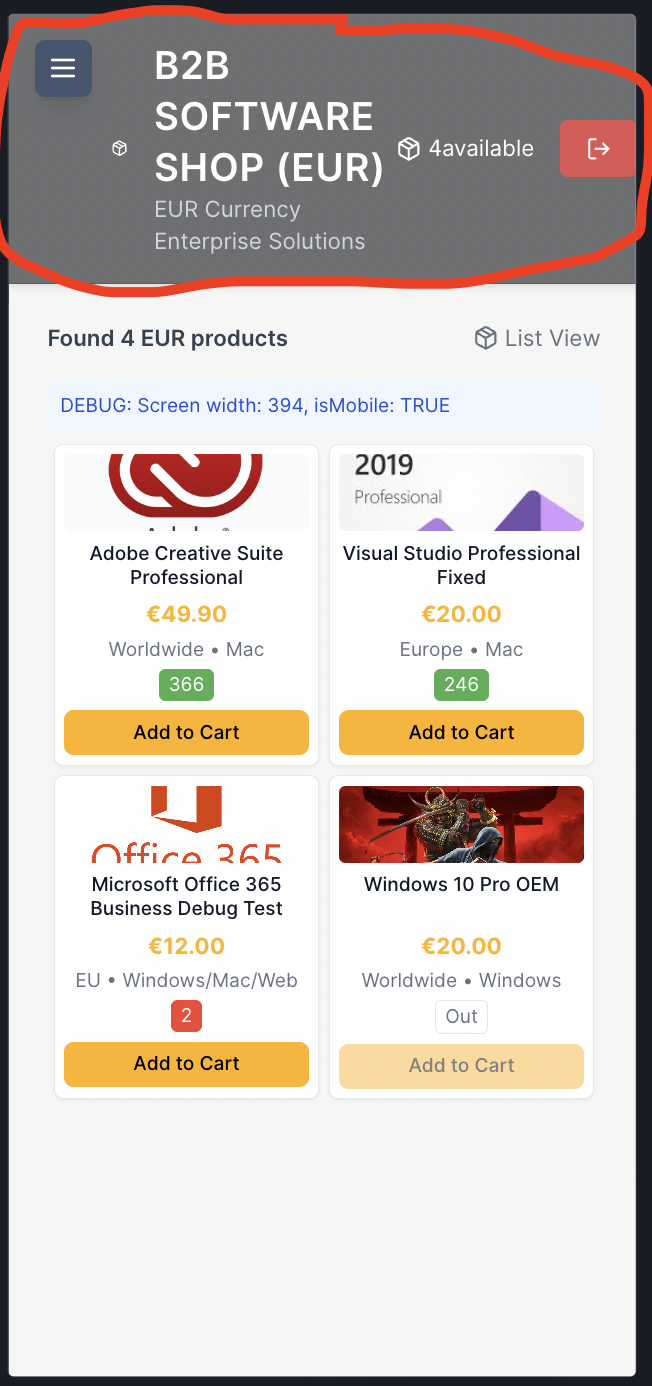 B2B
SOFTWARE
SHOP (EUR)
EUR Currency
Enterprise Solutions
4available
Found 4 EUR products
List View
DEBUG: Screen width: 394, isMobile: TRUE
2019
Professional
Adobe Creative Suite
Professional
€49.90
Worldwide • Mac
366
Add to Cart
Visual Studio Professional
Fixed
€20.00
Europe • Mac
246
Add to Cart
Office 365
Microsoft Office 365
Business Debug Test
€12.00
EU • Windows/Mac/Web
2
Add to Cart
Windows 10 Pro OEM
€20.00
Worldwide • Windows
Out
Add to Cart